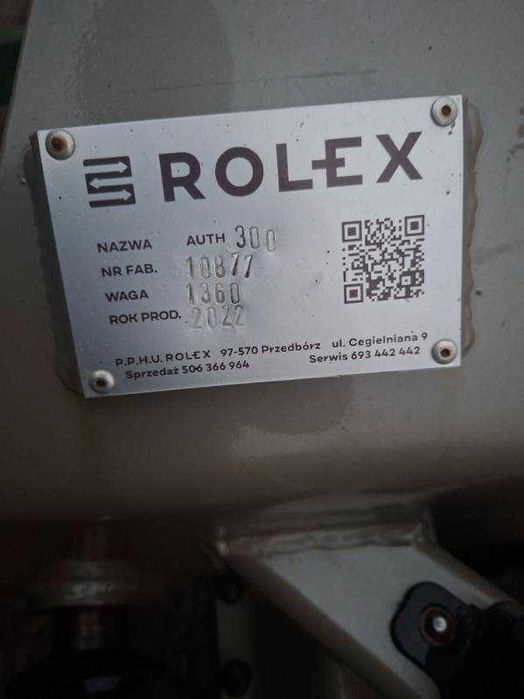 ROLEX
NAZWA AUTH 300
NR FAB. 10877
WAGA 1360
ROK PROD. 2022
P.P.H.U. ROLEX 97-570 Przedbórz ul. Cegielniana 9
Sprzedaż 506 366 964 Serwis 693 442 442